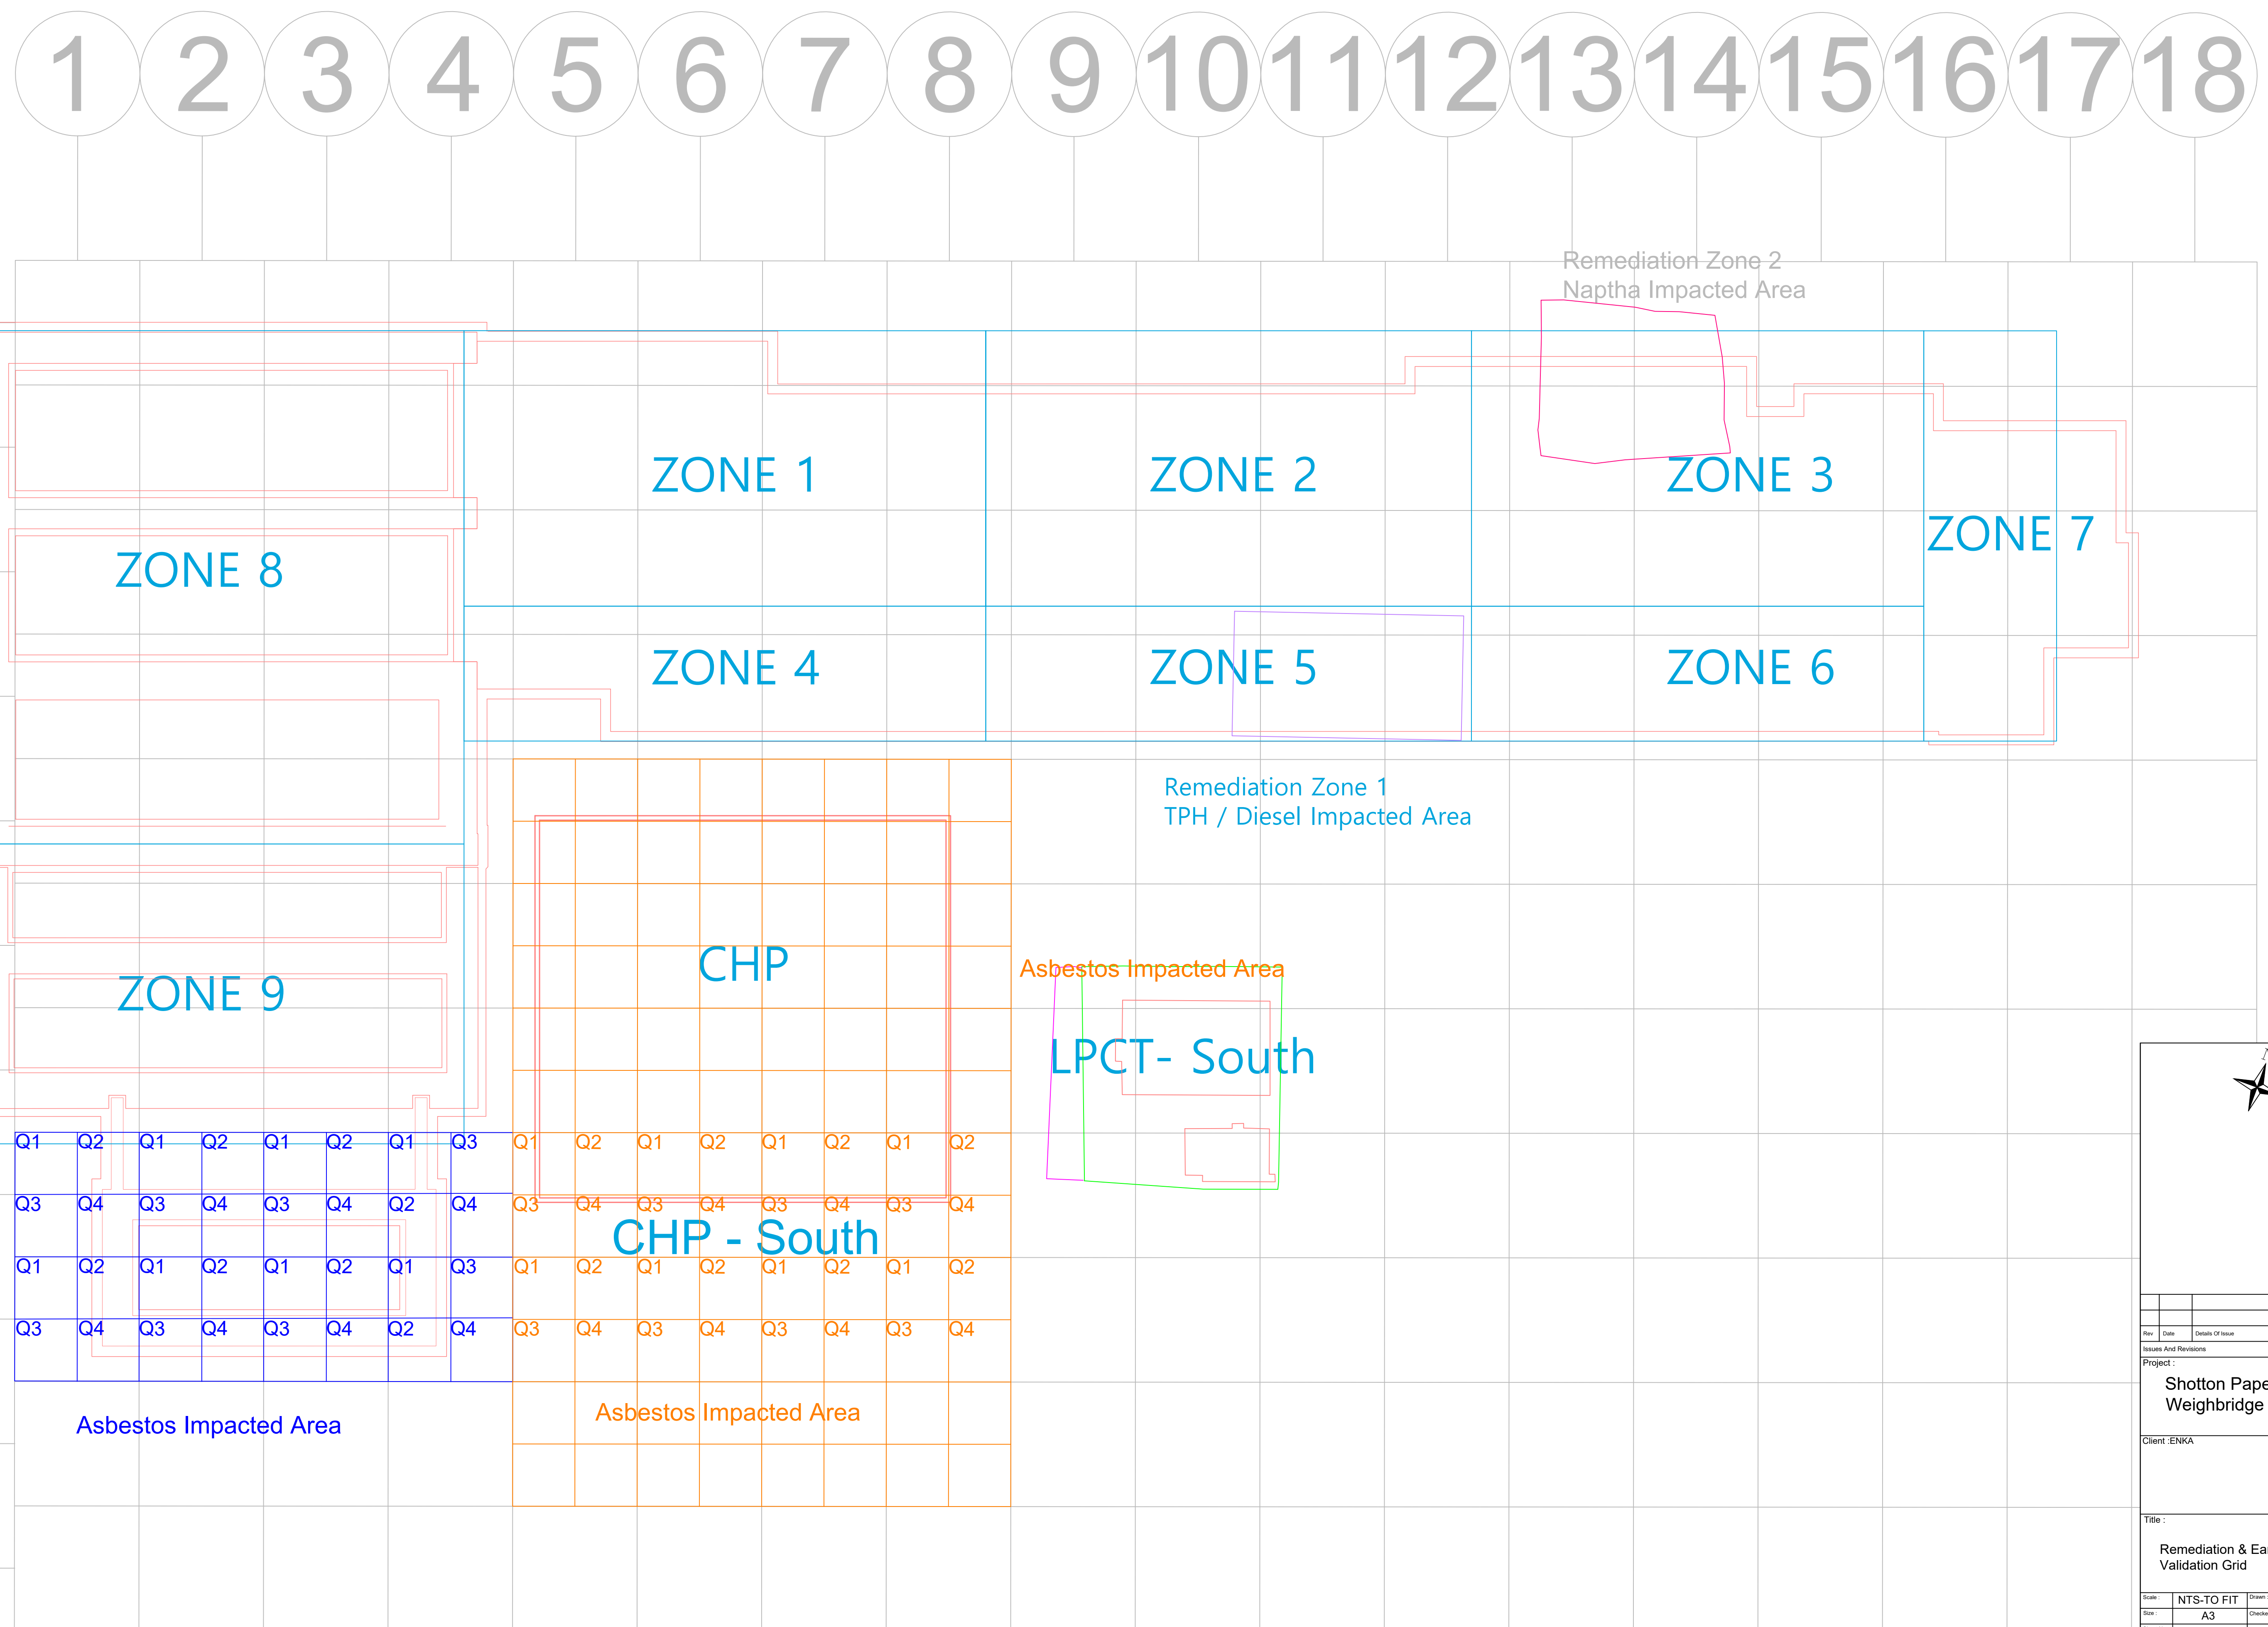 1 2 3 4 5 6 7 8 9 10 11 12 13 14 15 16 17 18
Remediation Zone 2
Naptha Impacted Area
ZONE 1 ZONE 2 ZONE 3
ZONE 7
ZONE 8
ZONE 4 ZONE 5 ZONE 6
Remediation Zone 1
TPH / Diesel Impacted Area
CHP
Asbestos Impacted Area
ZONE 9
LPCT- South
Q1 Q2 Q1 Q2 Q1 Q2 Q1 Q3 Q1 Q2 Q1 Q2 Q1 Q2 Q1 Q2
Q3 Q4 Q3 Q4 Q3 Q4 Q2 Q4 Q3 Q4 Q3 Q4 Q3 Q4 Q3 Q4
CHP - South
Q1 Q2 Q1 Q2 Q1 Q2 Q1 Q3 Q1 Q2 Q1 Q2 Q1 Q2 Q1 Q2
Q3 Q4 Q3 Q4 Q3 Q4 Q2 Q4 Q3 Q4 Q3 Q4 Q3 Q4 Q3 Q4
Asbestos Impacted Area
Asbestos Impacted Area
Rev Date Details Of Issue
Issues And Revisions
Project :
Shotton Pape
Weighbridge
Client :ENKA
Title :
Remediation & Ea
Validation Grid
Scale : NTS-TO FIT Drawn :
Size : A3 Checke